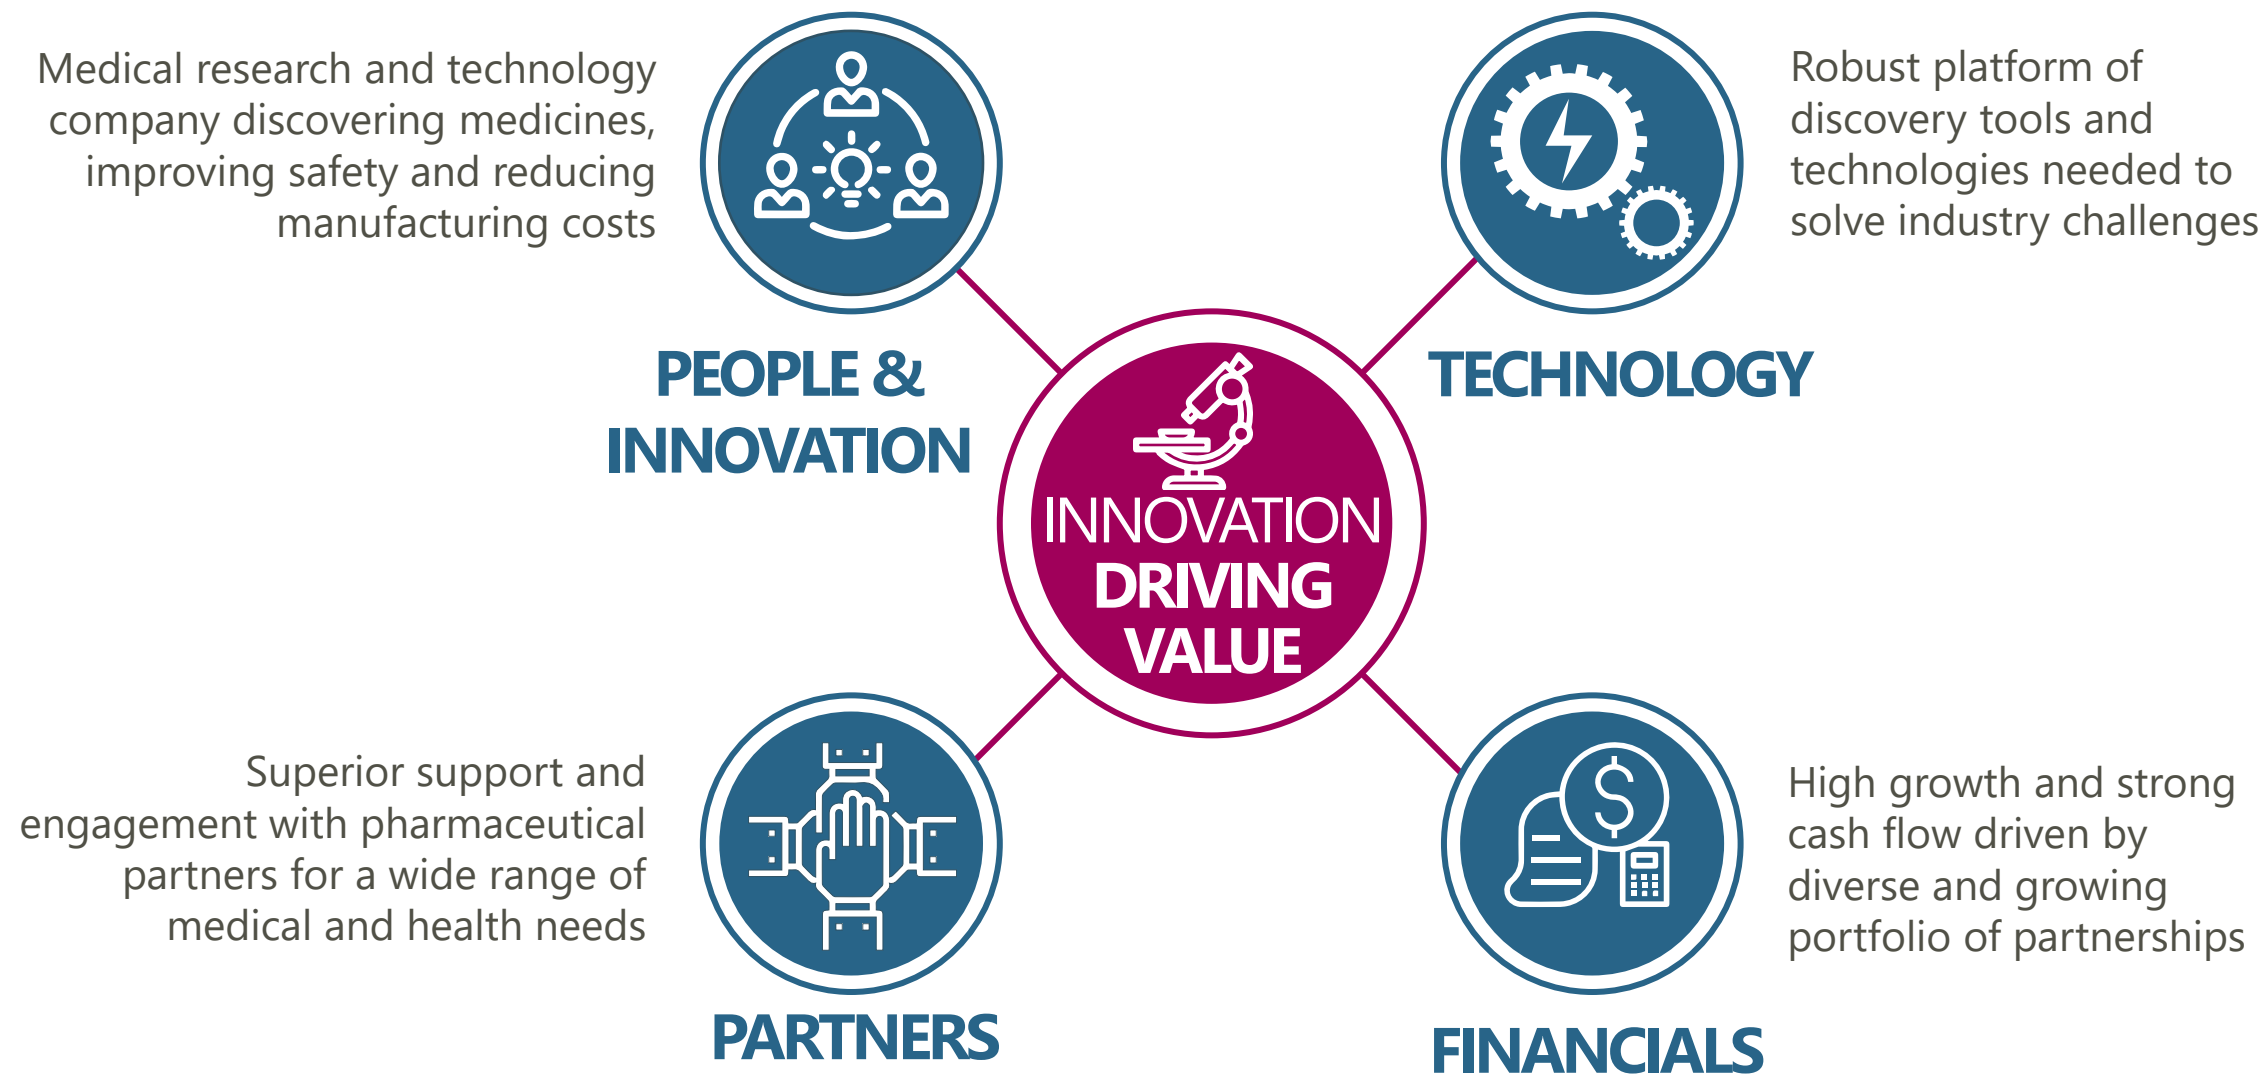 Medical research and technology
company discovering medicines,
improving safety and reducing
manufacturing costs
PEOPLE &
INNOVATION
Robust platform of
discovery tools and
technologies needed to
solve industry challenges
TECHNOLOGY
INNOVATION
DRIVING
VALUE
Superior support and
engagement with pharmaceutical
partners for a wide range of
medical and health needs
PARTNERS
$
High growth and strong
cash flow driven by
diverse and growing
portfolio of partnerships
FINANCIALS